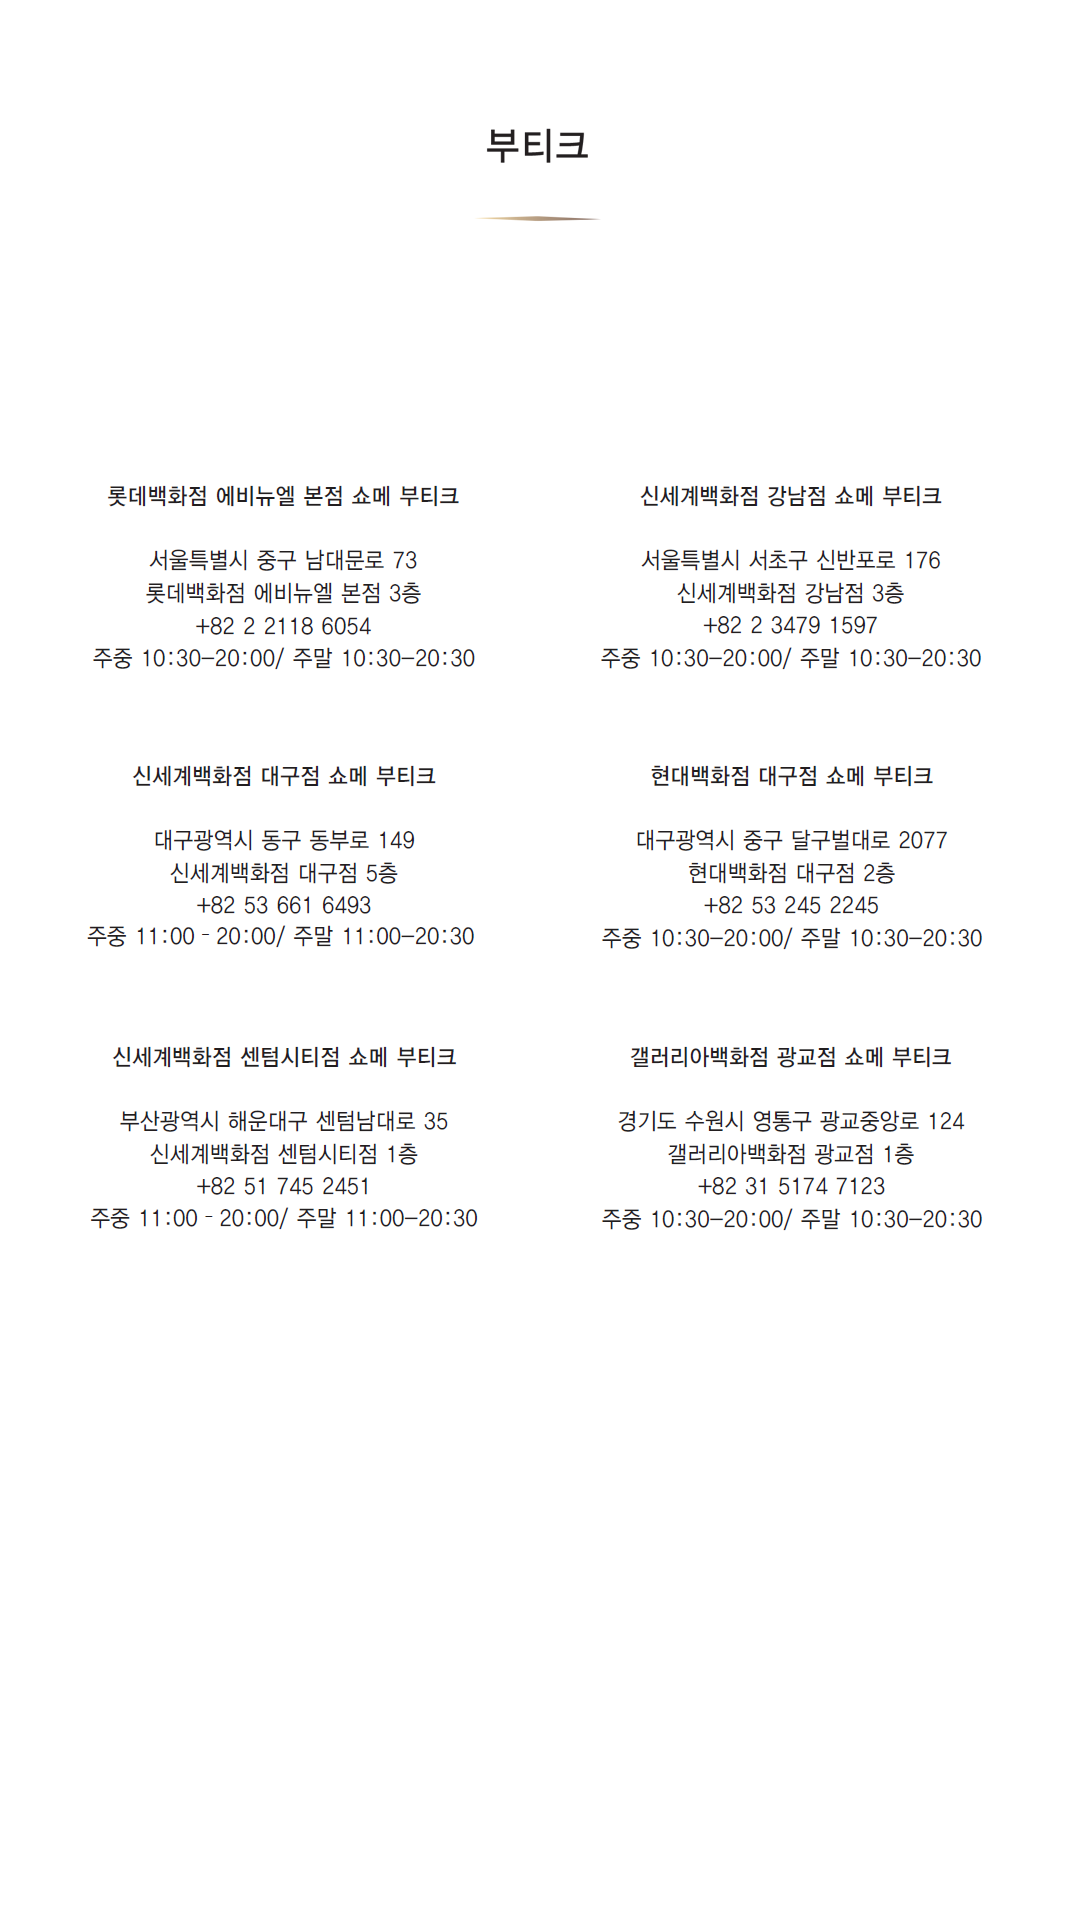 부티크
롯데백화점 에비뉴엘 본점 쇼메 부티크
서울특별시 중구 남대문로 73
롯데백화점 에비뉴엘 본점 3층
+82 2 2118 6054
주중 10:30–20:00/ 주말 10:30–20:30
신세계백화점 강남점 쇼메 부티크
서울특별시 서초구 신반포로 176
신세계백화점 강남점 3층
+82 2 3479 1597
주중 10:30–20:00/ 주말 10:30–20:30
신세계백화점 대구점 쇼메 부티크
대구광역시 동구 동부로 149
신세계백화점 대구점 5층
+82 53 661 6493
주중 11:00 - 20:00/ 주말 11:00–20:30
현대백화점 대구점 쇼메 부티크
대구광역시 중구 달구벌대로 2077
현대백화점 대구점 2층
+82 53 245 2245
주중 10:30–20:00/ 주말 10:30–20:30
신세계백화점 센텀시티점 쇼메 부티크
부산광역시 해운대구 센텀남대로 35
신세계백화점 센텀시티점 1층
+82 51 745 2451
주중 11:00 - 20:00/ 주말 11:00–20:30
갤러리아백화점 광교점 쇼메 부티크
경기도 수원시 영통구 광교중앙로 124
갤러리아백화점 광교점 1층
+82 31 5174 7123
주중 10:30–20:00/ 주말 10:30–20:30